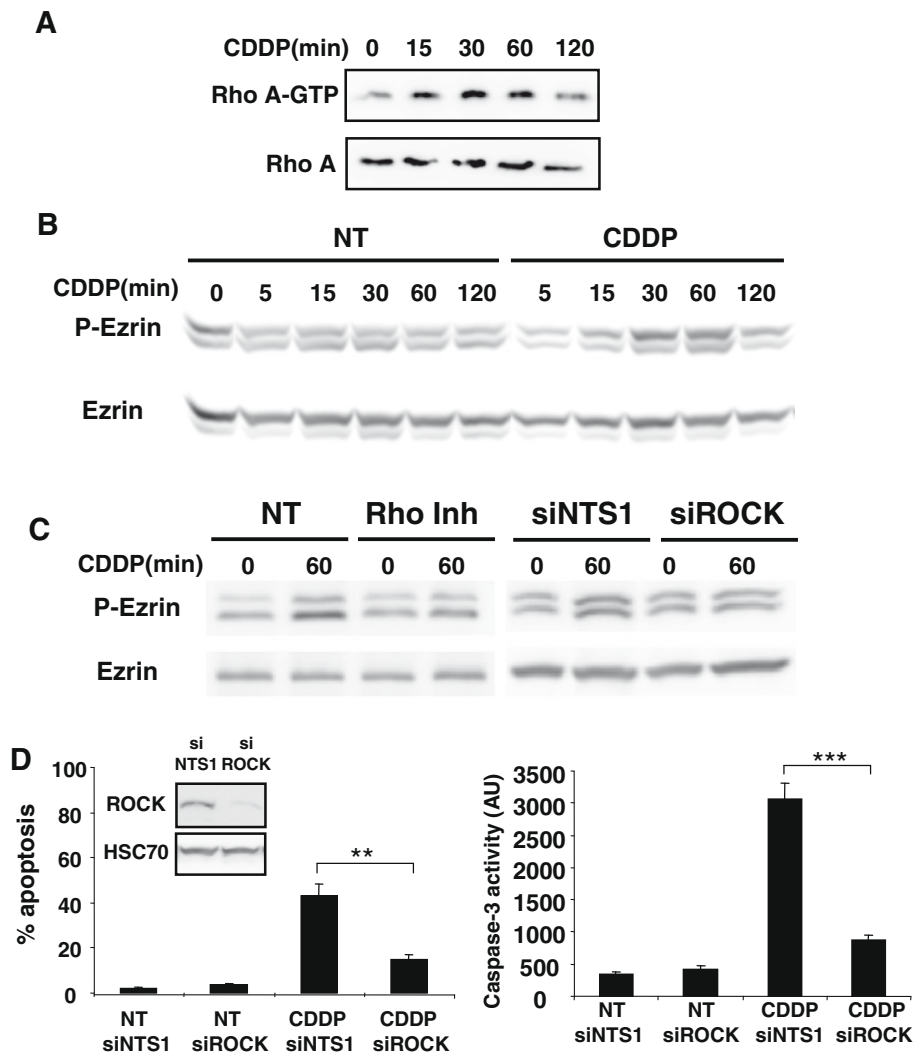 A
CDDP(min) 0 15 30 60 120
Rho A-GTP
Rho A
B
NT CDDP
CDDP(min) 0 5 15 30 60 120 5 15 30 60 120
P-Ezrin
Ezrin
C
NT Rho Inh siNTS1 siROCK
CDDP(min) 0 60 0 60 0 60 0 60
P-Ezrin
Ezrin
D
% apoptosis
100
80
60
40
20
0
si NTS1 si ROCK
ROCK
HSC70
**
NT siNTS1
NT siROCK
CDDP siNTS1
CDDP siROCK
Caspase-3 activity (AU)
3500
3000
2500
2000
1500
1000
500
0
***
NT siNTS1
NT siROCK
CDDP siNTS1
CDDP siROCK